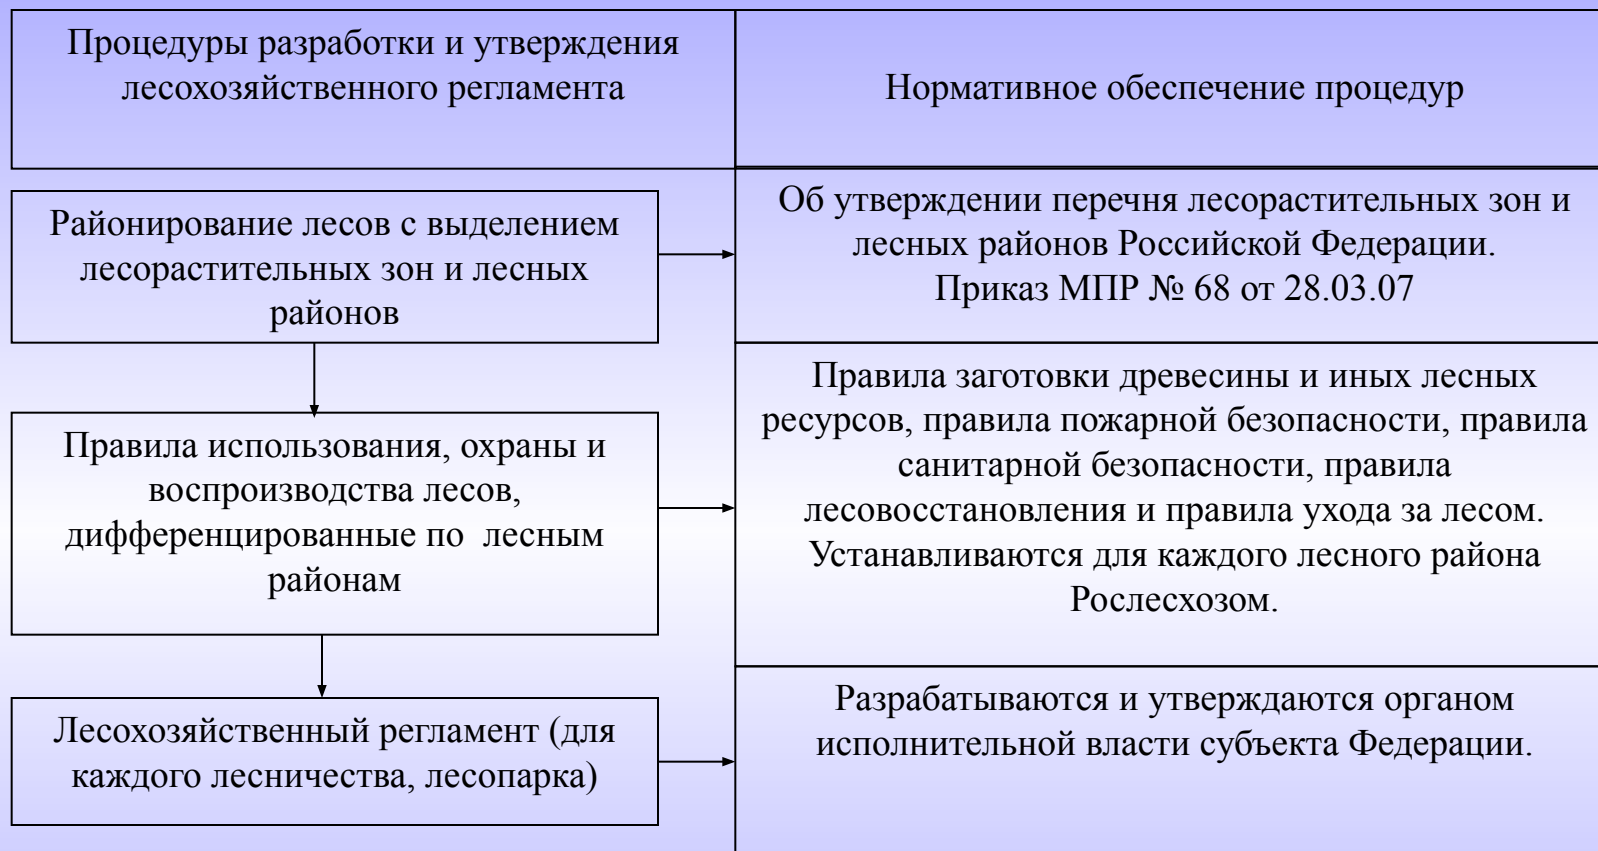 Процедуры разработки и утверждения
лесохозяйственного регламента
Нормативное обеспечение процедур
Районирование лесов с выделением
лесорастительных зон и лесных
районов
Об утверждении перечня лесорастительных зон и
лесных районов Российской Федерации.
Приказ МПР № 68 от 28.03.07
Правила использования, охраны и
воспроизводства лесов,
дифференцированные по лесным
районам
Правила заготовки древесины и иных лесных
ресурсов, правила пожарной безопасности, правила
санитарной безопасности, правила
лесовосстановления и правила ухода за лесом.
Устанавливаются для каждого лесного района
Рослесхозом.
Лесохозяйственный регламент (для
каждого лесничества, лесопарка)
Разрабатываются и утверждаются органом
исполнительной власти субъекта Федерации.